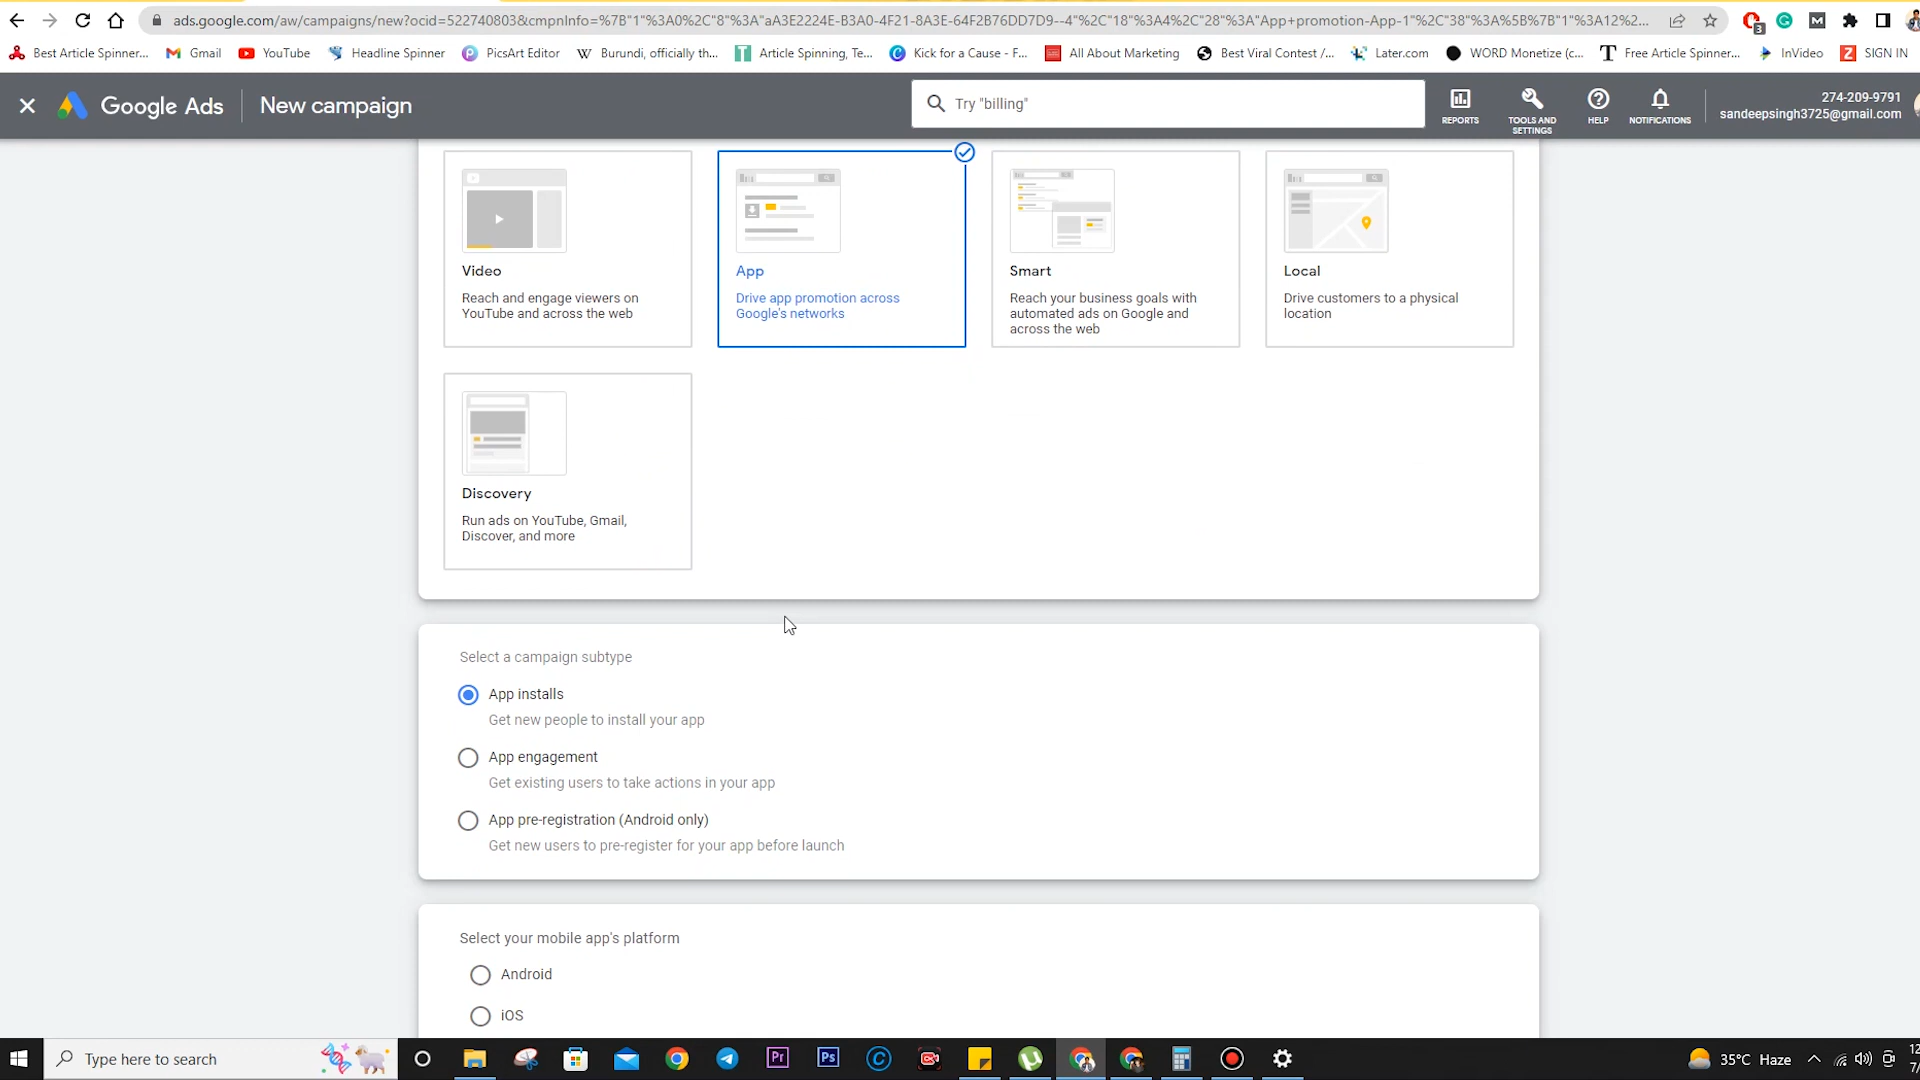 ads.google.com/aw/campaigns/new?ocid=522740803&cmpnInfo=%7B"1"%3A0%2C"8"%3A"aA3E2224E-B3A0-4F21-8A3E-64F2B76DD7D9--4"%2C"18"%3A4%2C"28"%3A"App+promotion-App-1"%2C"38"%3A%5B%7B"1"%3A12%2...
3
Best Article Spinner... Gmail YouTube Headline Spinner PicsArt Editor Burundi, officially th... Article Spinning, Te... Kick for a Cause - F... All About Marketing Best Viral Contest /... Later.com WORD Monetize (c... Free Article Spinner... InVideo SIGN IN
Google Ads New campaign
Try "billing"
REPORTS
TOOLS AND
SETTINGS
HELP
NOTIFICATIONS
274-209-9791
sandeepsingh3725@gmail.com
Video
Reach and engage viewers on
YouTube and across the web
App
Drive app promotion across
Google's networks
Smart
Reach your business goals with
automated ads on Google and
across the web
Local
Drive customers to a physical
location
Discovery
Run ads on YouTube, Gmail,
Discover, and more
Select a campaign subtype
App installs
Get new people to install your app
App engagement
Get existing users to take actions in your app
App pre-registration (Android only)
Get new users to pre-register for your app before launch
Select your mobile app's platform
Android
iOS
Type here to search
Pr
Ps
35°C Haze